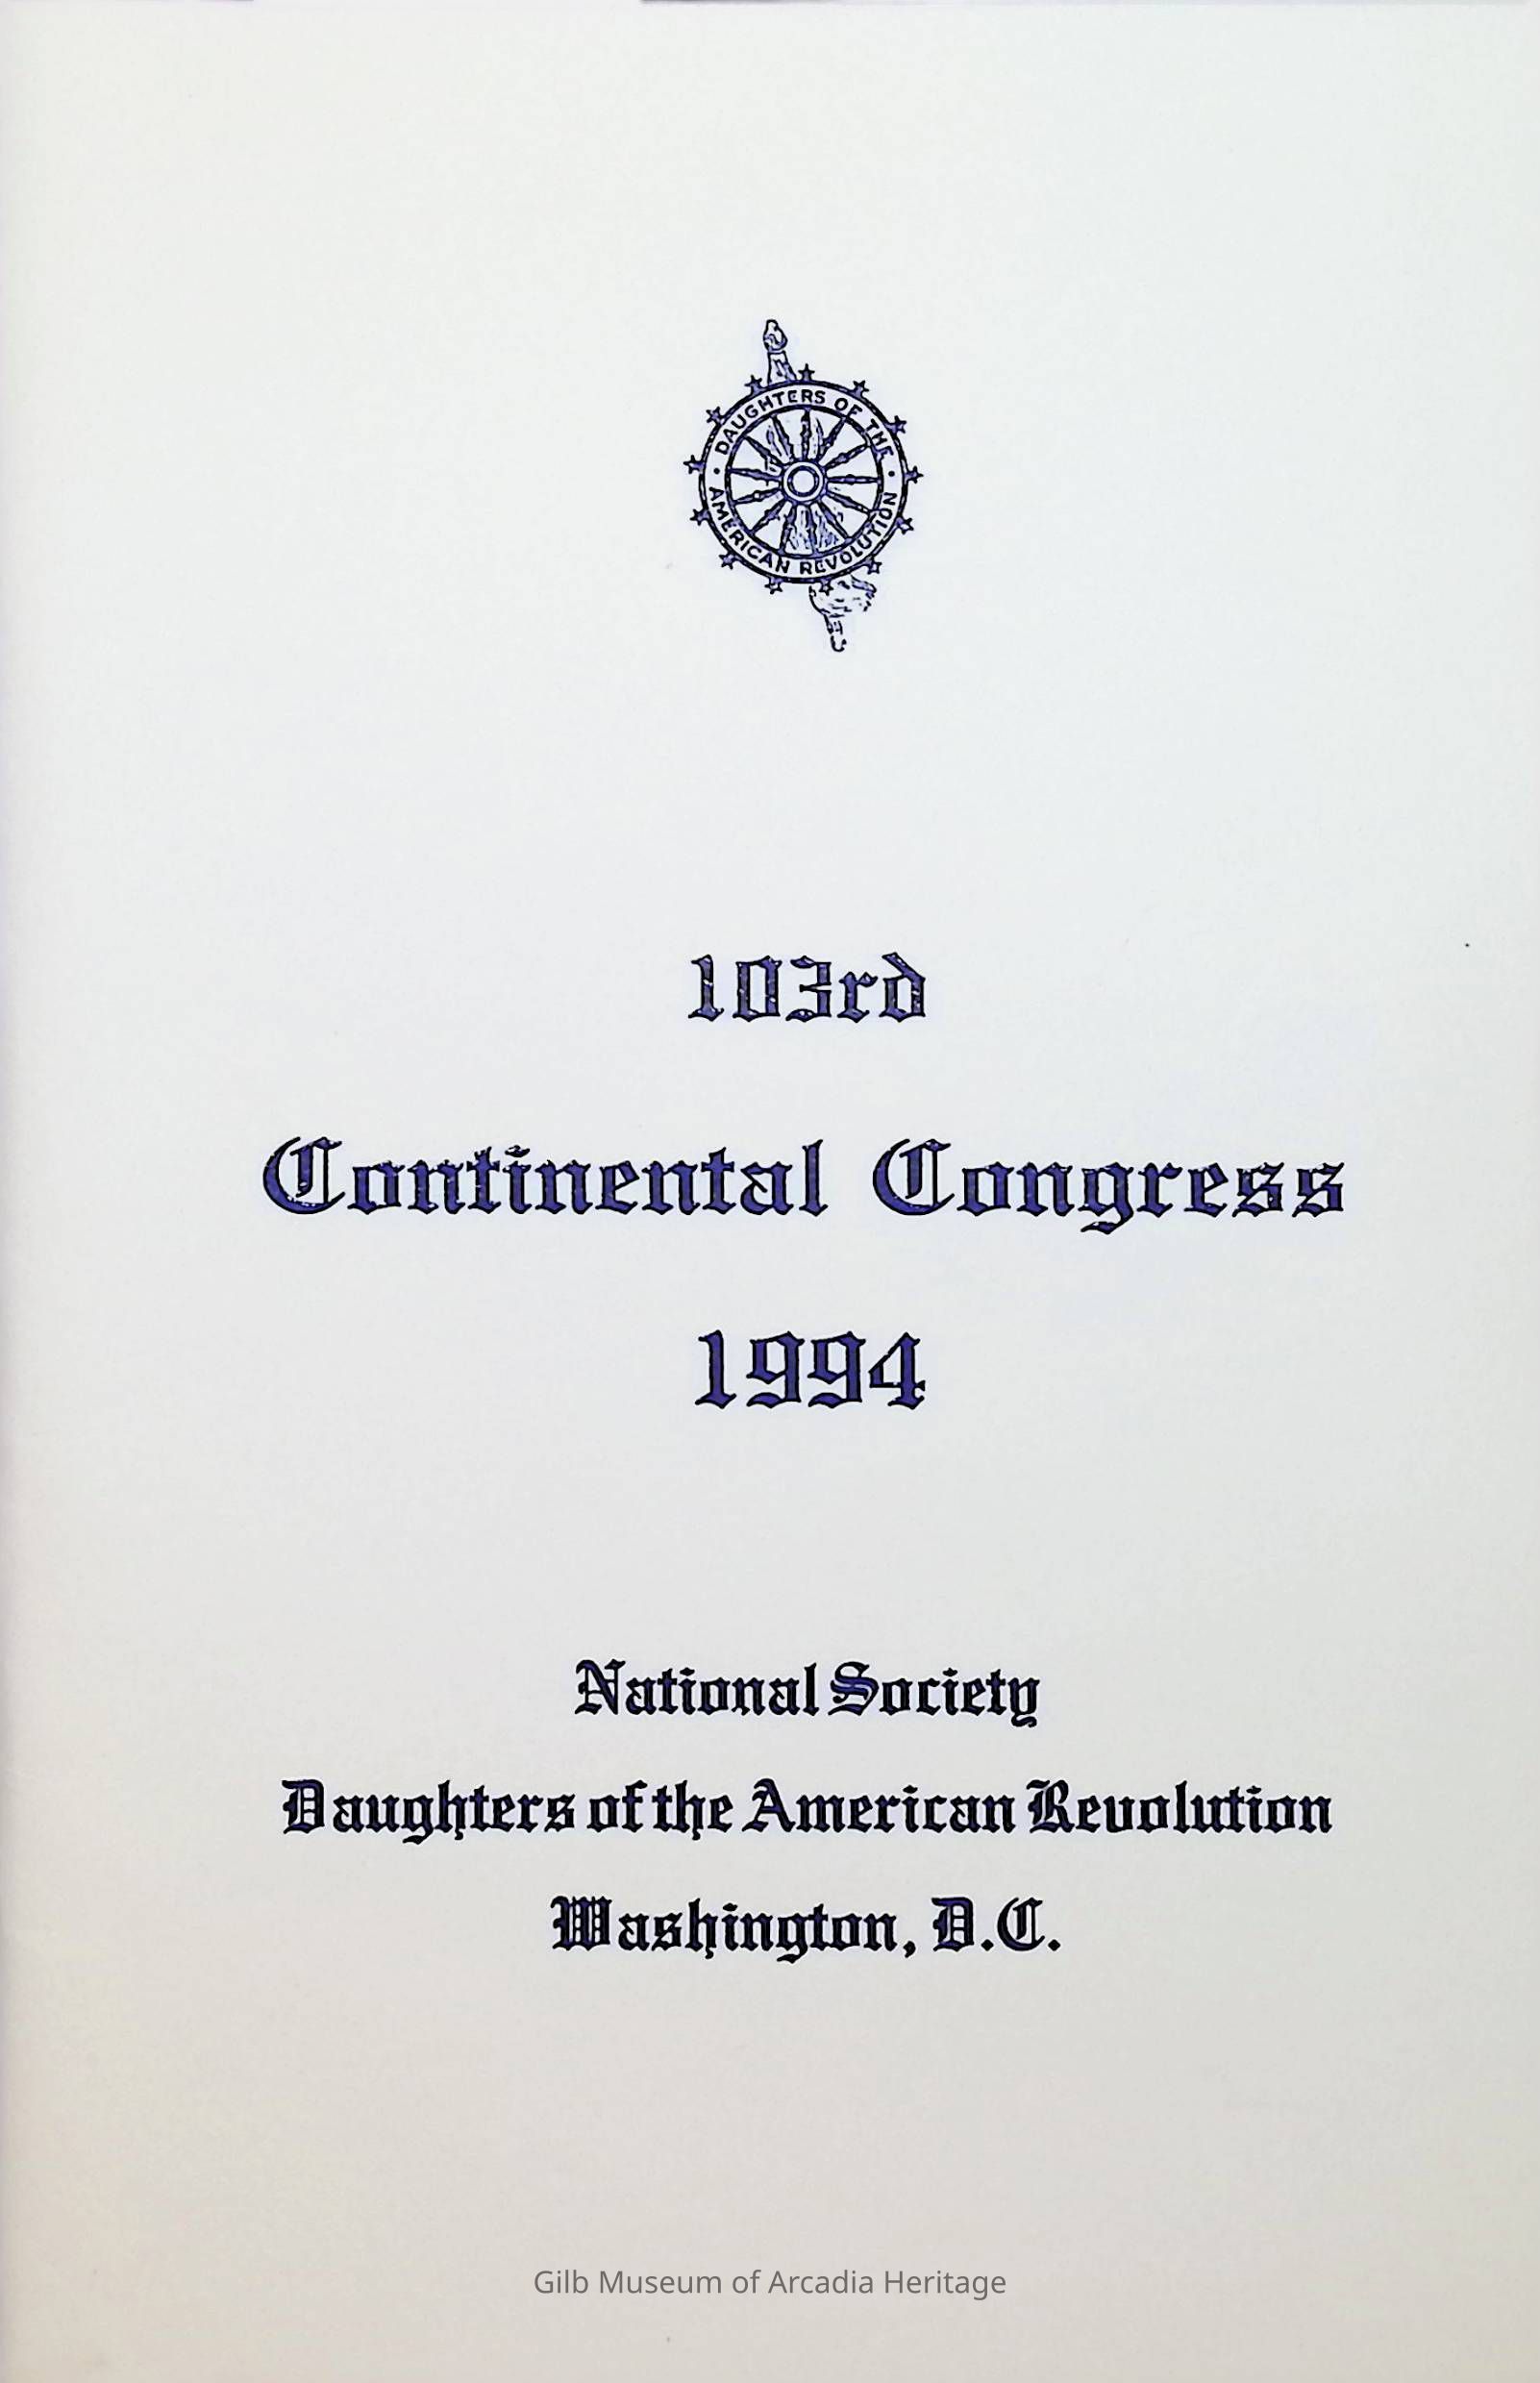 DAUGHTERS OF THE
AMERICAN REVOLUTION
103rd
Continental Congress
1994
National Society
Daughters of the American Revolution
Washington, D.C.
Gilb Museum of Arcadia Heritage